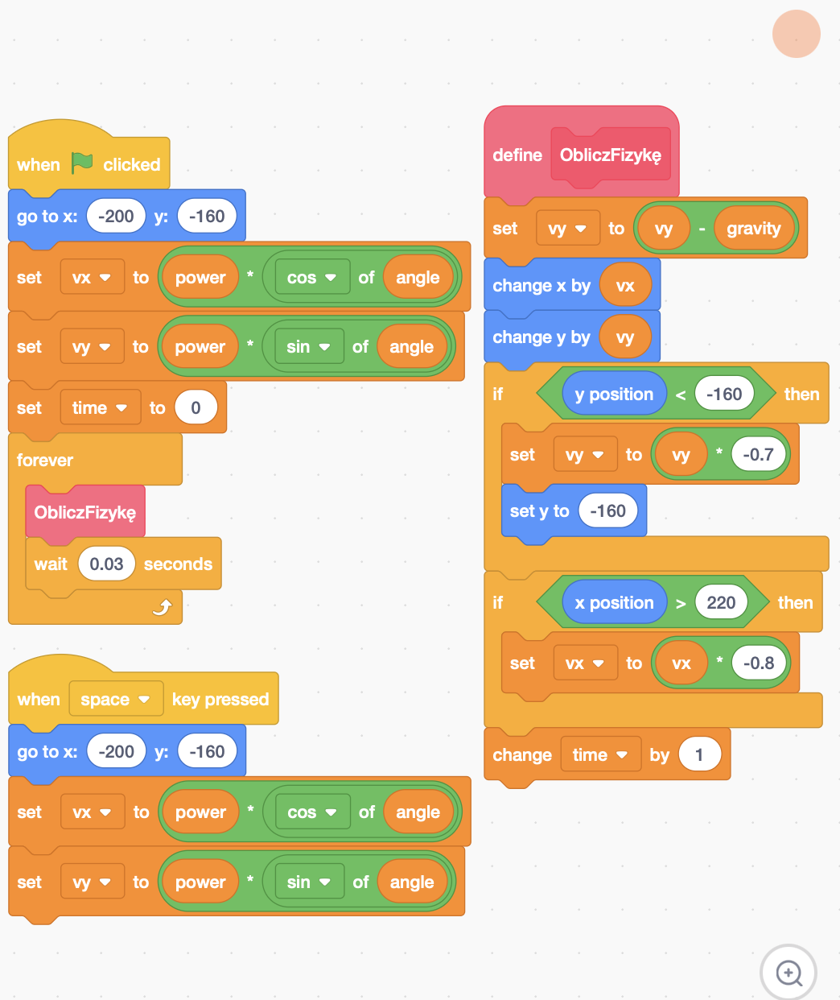 when clicked
go to x: -200 y: -160
set vx to power * cos of angle
set vy to power * sin of angle
set time to 0
forever
ObliczFizykę
wait 0.03 seconds
when space key pressed
go to x: -200 y: -160
set vx to power * cos of angle
set vy to power * sin of angle
define ObliczFizykę
set vy to vy - gravity
change x by vx
change y by vy
if y position < -160 then
set vy to vy * -0.7
set y to -160
if x position > 220 then
set vx to vx * -0.8
change time by 1